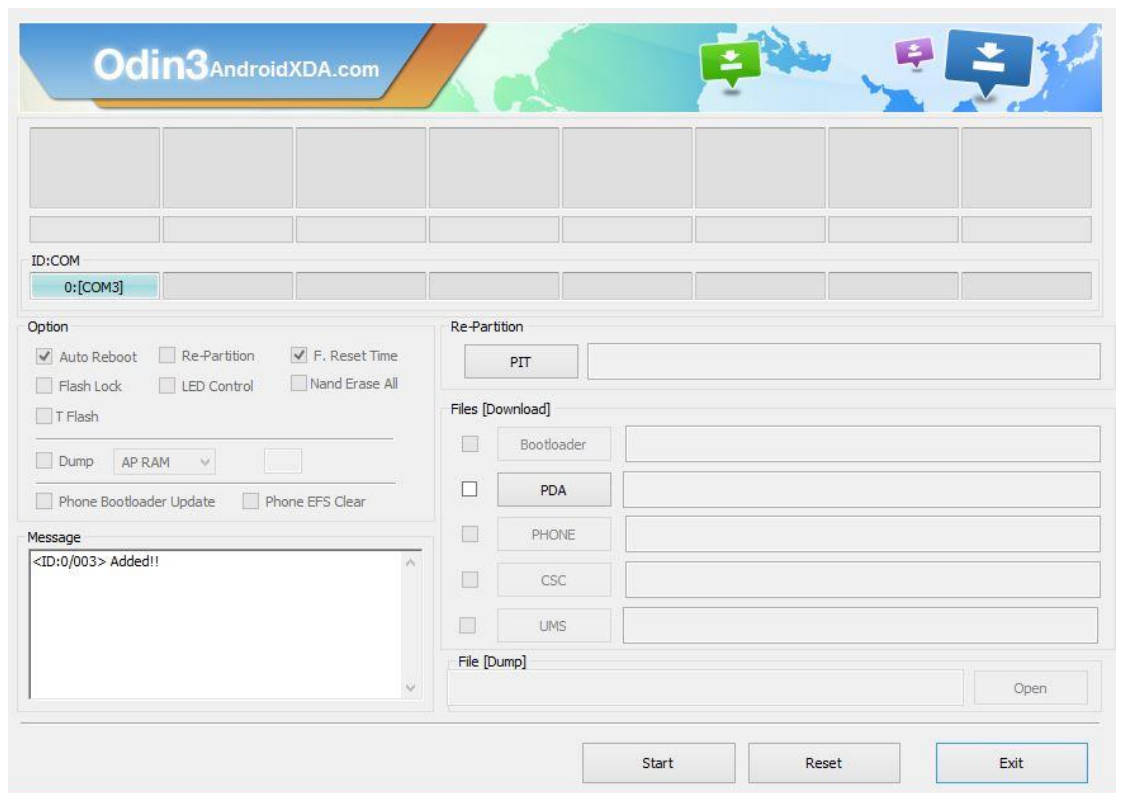 Odin3 AndroidXDA.com
ID:COM
0:[COM3]
Option
Auto Reboot Re-Partition F. Reset Time
Flash Lock LED Control Nand Erase All
T Flash
Dump AP RAM
Phone Bootloader Update Phone EFS Clear
Message
<ID:0/003> Added!!
Re-Partition
PIT
Files [Download]
Bootloader
PDA
PHONE
CSC
UMS
File [Dump]
Open
Start Reset Exit